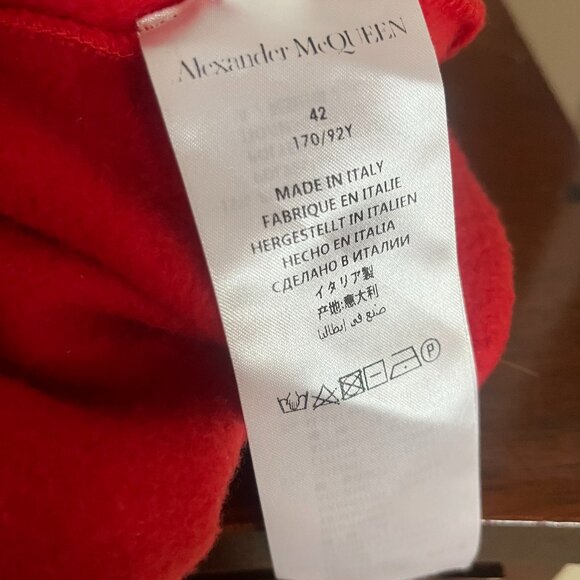 Alexander McQUEEN
42
170/92Y
MADE IN ITALY
FABRIQUE EN ITALIE
HERGESTELLT IN ITALIEN
HECHO EN ITALIA
СДЕЛАНО В ИТАЛИИ
イタリア製
产地:意大利
صنع في إيطاليا
P